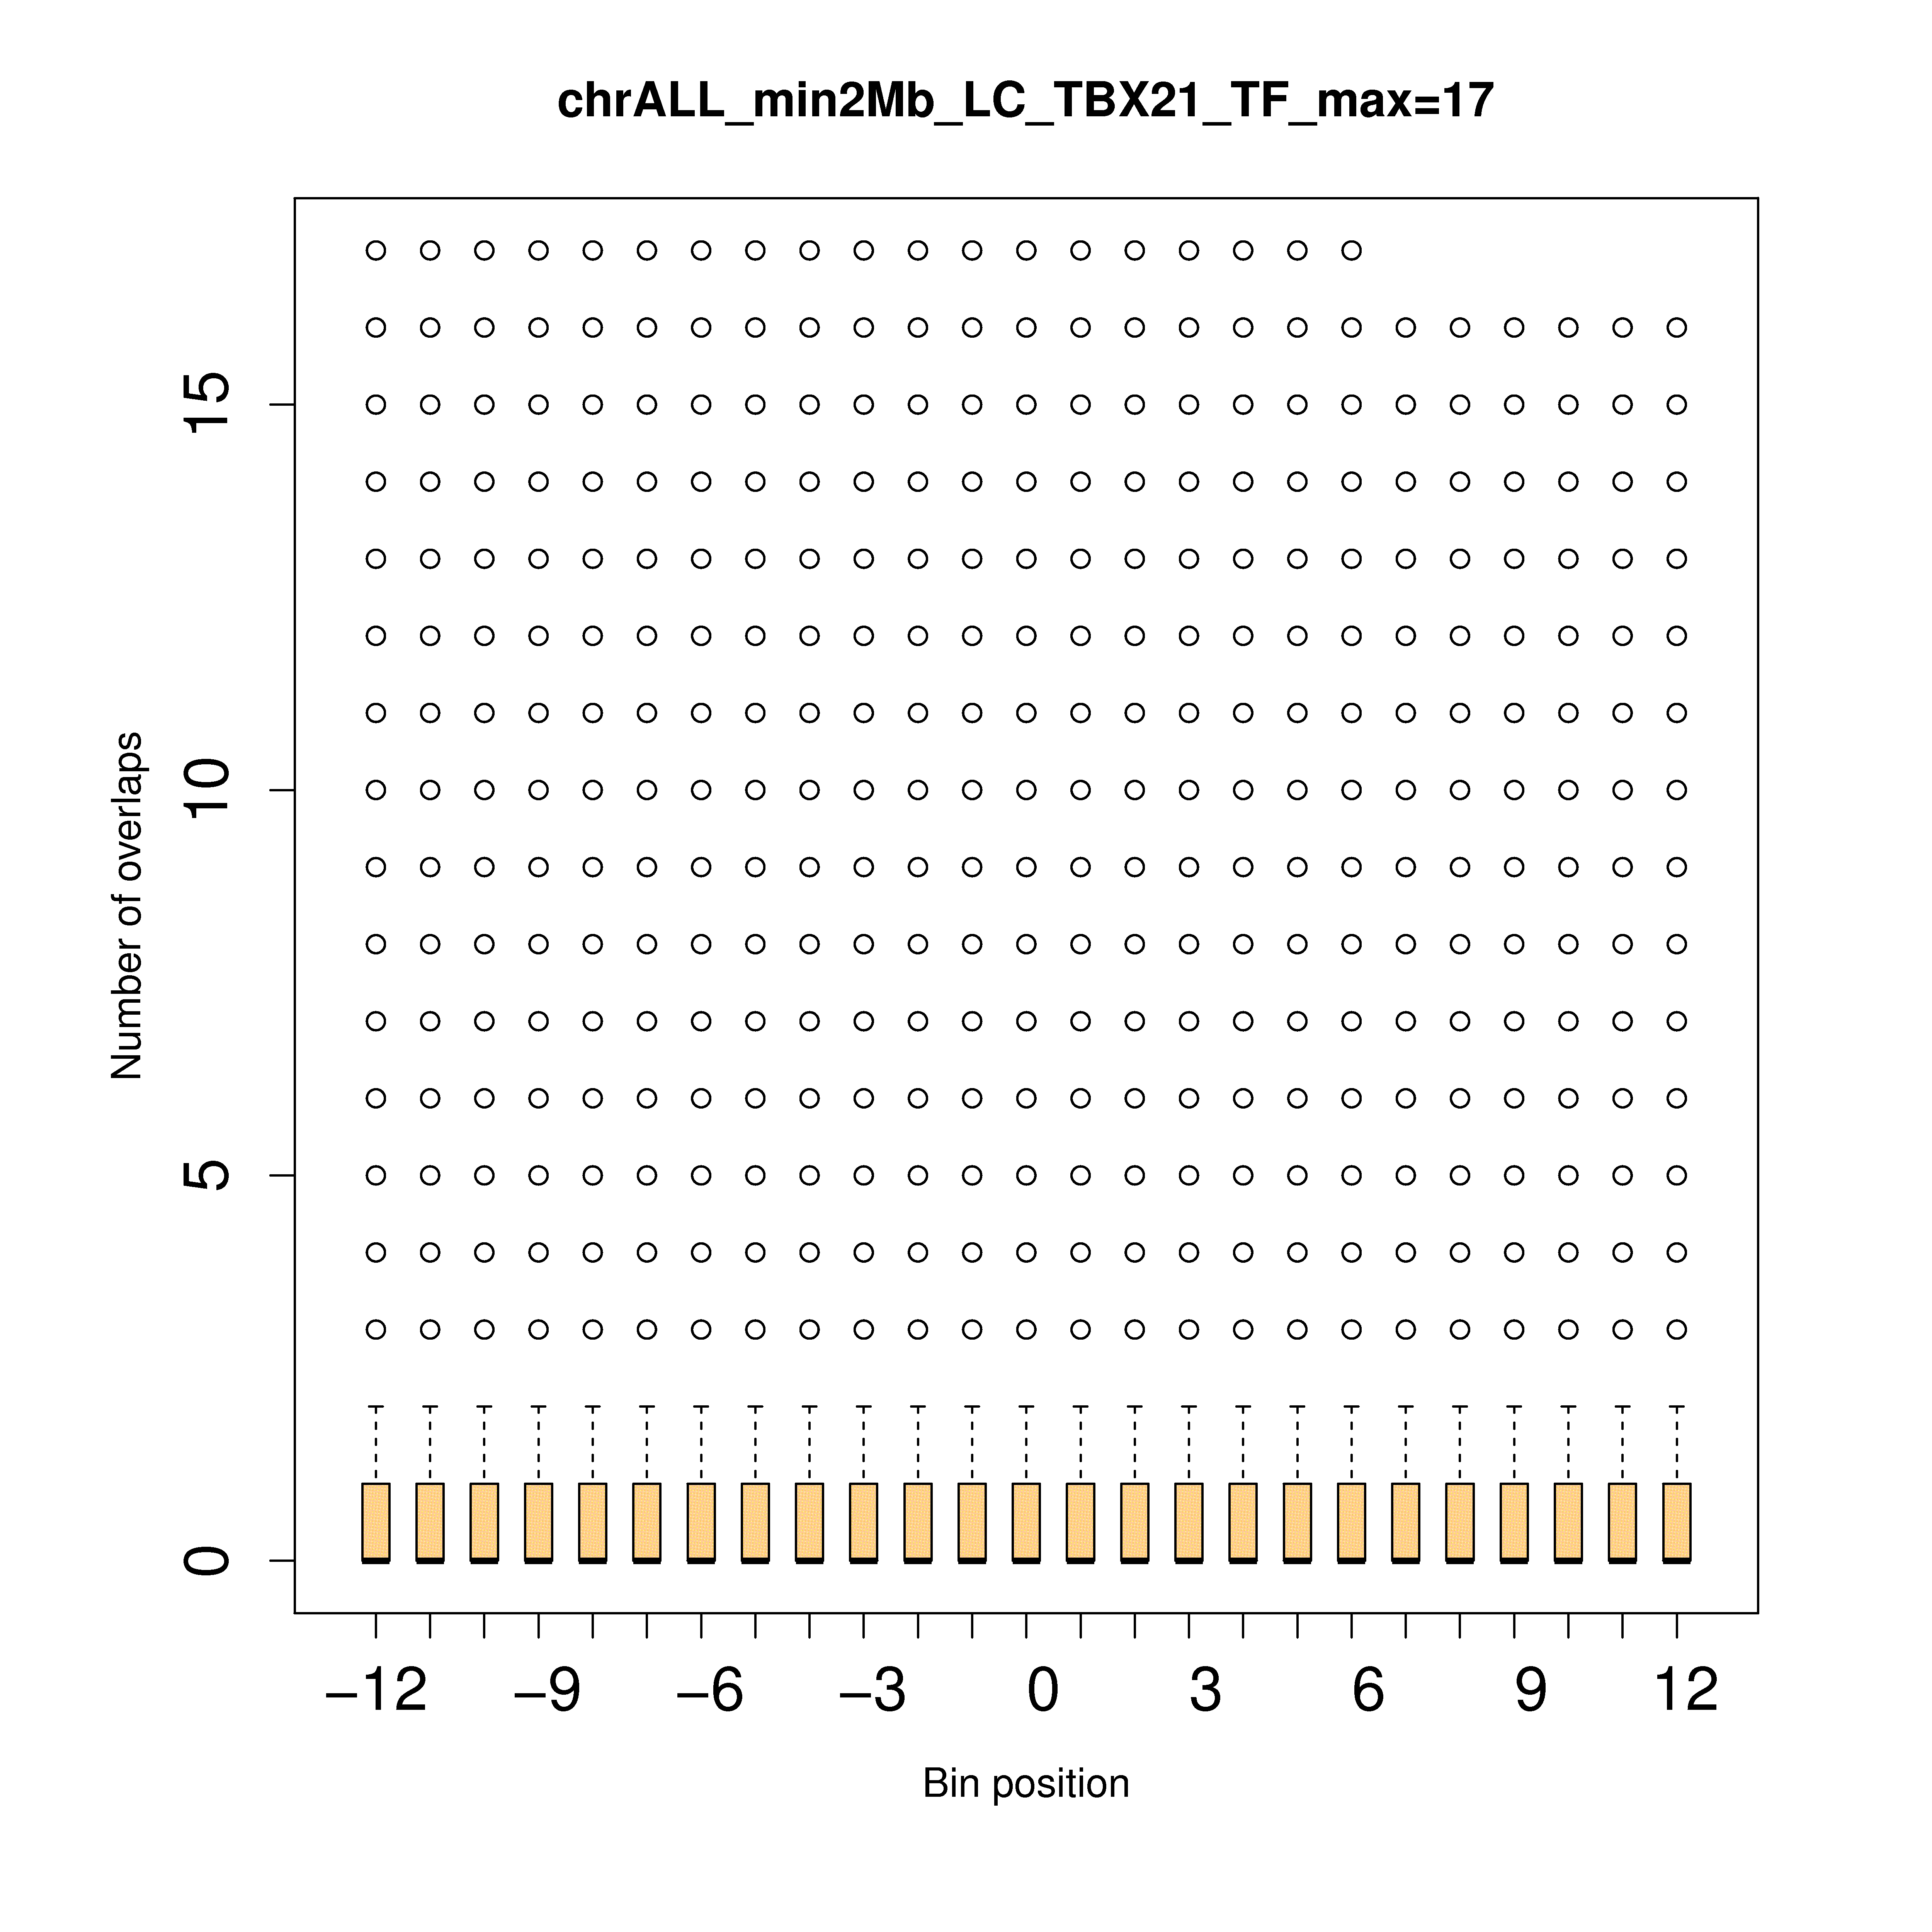 chrALL_min2Mb_LC_TBX21_TF_max=17
Number of overlaps
15
10
5
0
−12 −9 −6 −3 0 3 6 9 12
Bin position